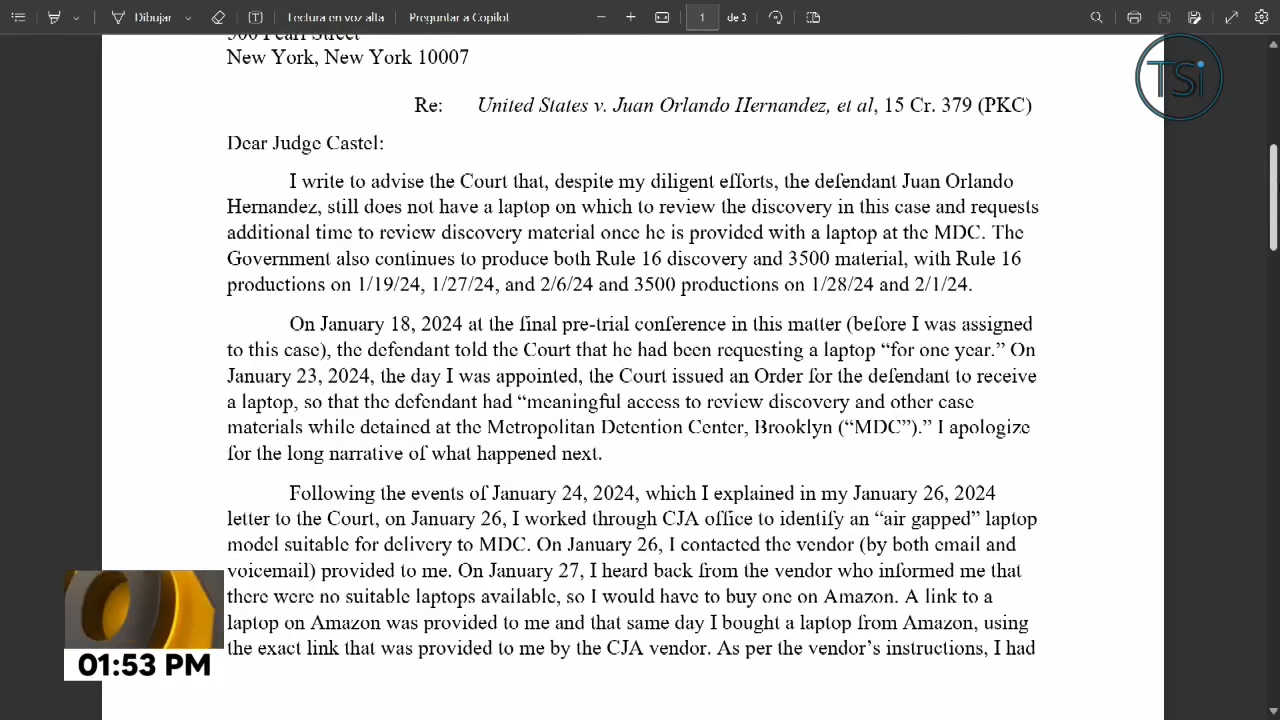 Dibujar
Lectura en voz alta
Preguntar a Copilot
1
de 3
TSi
500 Pearl Street
New York, New York 10007
Re: United States v. Juan Orlando Hernandez, et al, 15 Cr. 379 (PKC)
Dear Judge Castel:
I write to advise the Court that, despite my diligent efforts, the defendant Juan Orlando
Hernandez, still does not have a laptop on which to review the discovery in this case and requests
additional time to review discovery material once he is provided with a laptop at the MDC. The
Government also continues to produce both Rule 16 discovery and 3500 material, with Rule 16
productions on 1/19/24, 1/27/24, and 2/6/24 and 3500 productions on 1/28/24 and 2/1/24.
On January 18, 2024 at the final pre-trial conference in this matter (before I was assigned
to this case), the defendant told the Court that he had been requesting a laptop “for one year.” On
January 23, 2024, the day I was appointed, the Court issued an Order for the defendant to receive
a laptop, so that the defendant had “meaningful access to review discovery and other case
materials while detained at the Metropolitan Detention Center, Brooklyn (“MDC”).” I apologize
for the long narrative of what happened next.
Following the events of January 24, 2024, which I explained in my January 26, 2024
letter to the Court, on January 26, I worked through CJA office to identify an “air gapped” laptop
model suitable for delivery to MDC. On January 26, I contacted the vendor (by both email and
voicemail) provided to me. On January 27, I heard back from the vendor who informed me that
there were no suitable laptops available, so I would have to buy one on Amazon. A link to a
laptop on Amazon was provided to me and that same day I bought a laptop from Amazon, using
the exact link that was provided to me by the CJA vendor. As per the vendor’s instructions, I had
01:53 PM